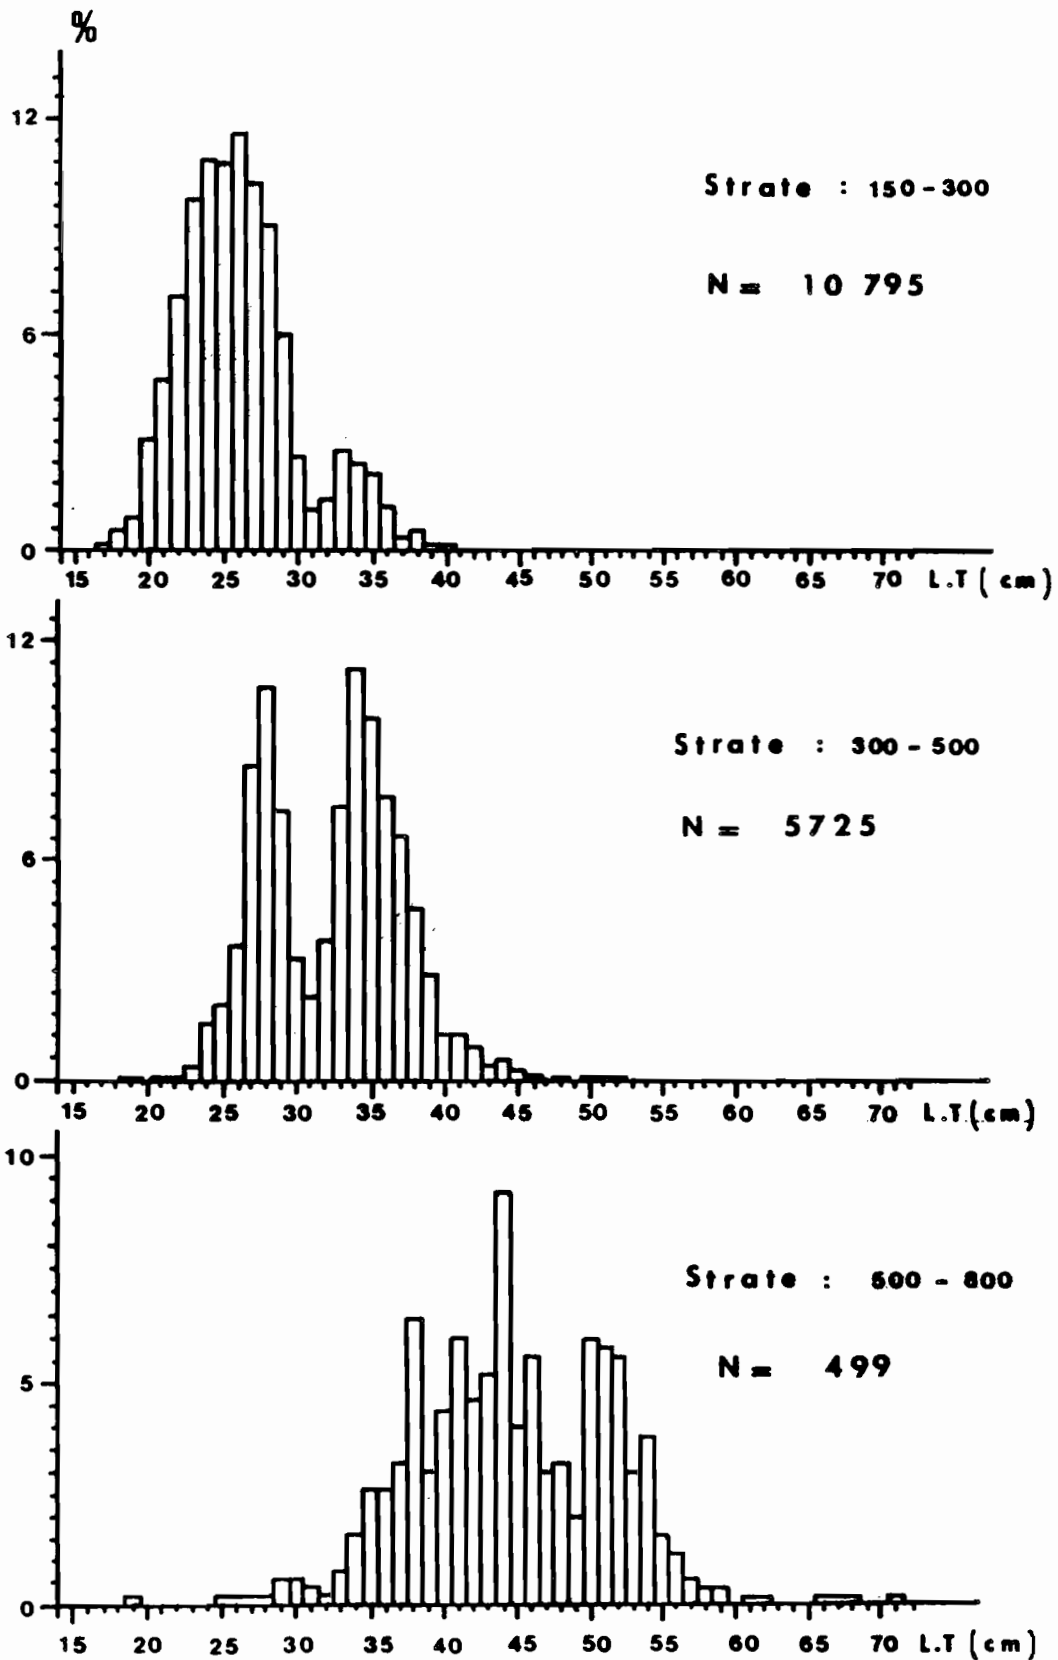 %
12
Strate : 150-300
N = 10 795
6
0
15 20 25 30 35 40 45 50 55 60 65 70 L.T ( cm )
12
Strate : 300 - 500
N = 5725
6
0
15 20 25 30 35 40 45 50 55 60 65 70 L.T (cm)
10
Strate : 500 - 800
N = 499
5
0
15 20 25 30 35 40 45 50 55 60 65 70 L.T (cm)